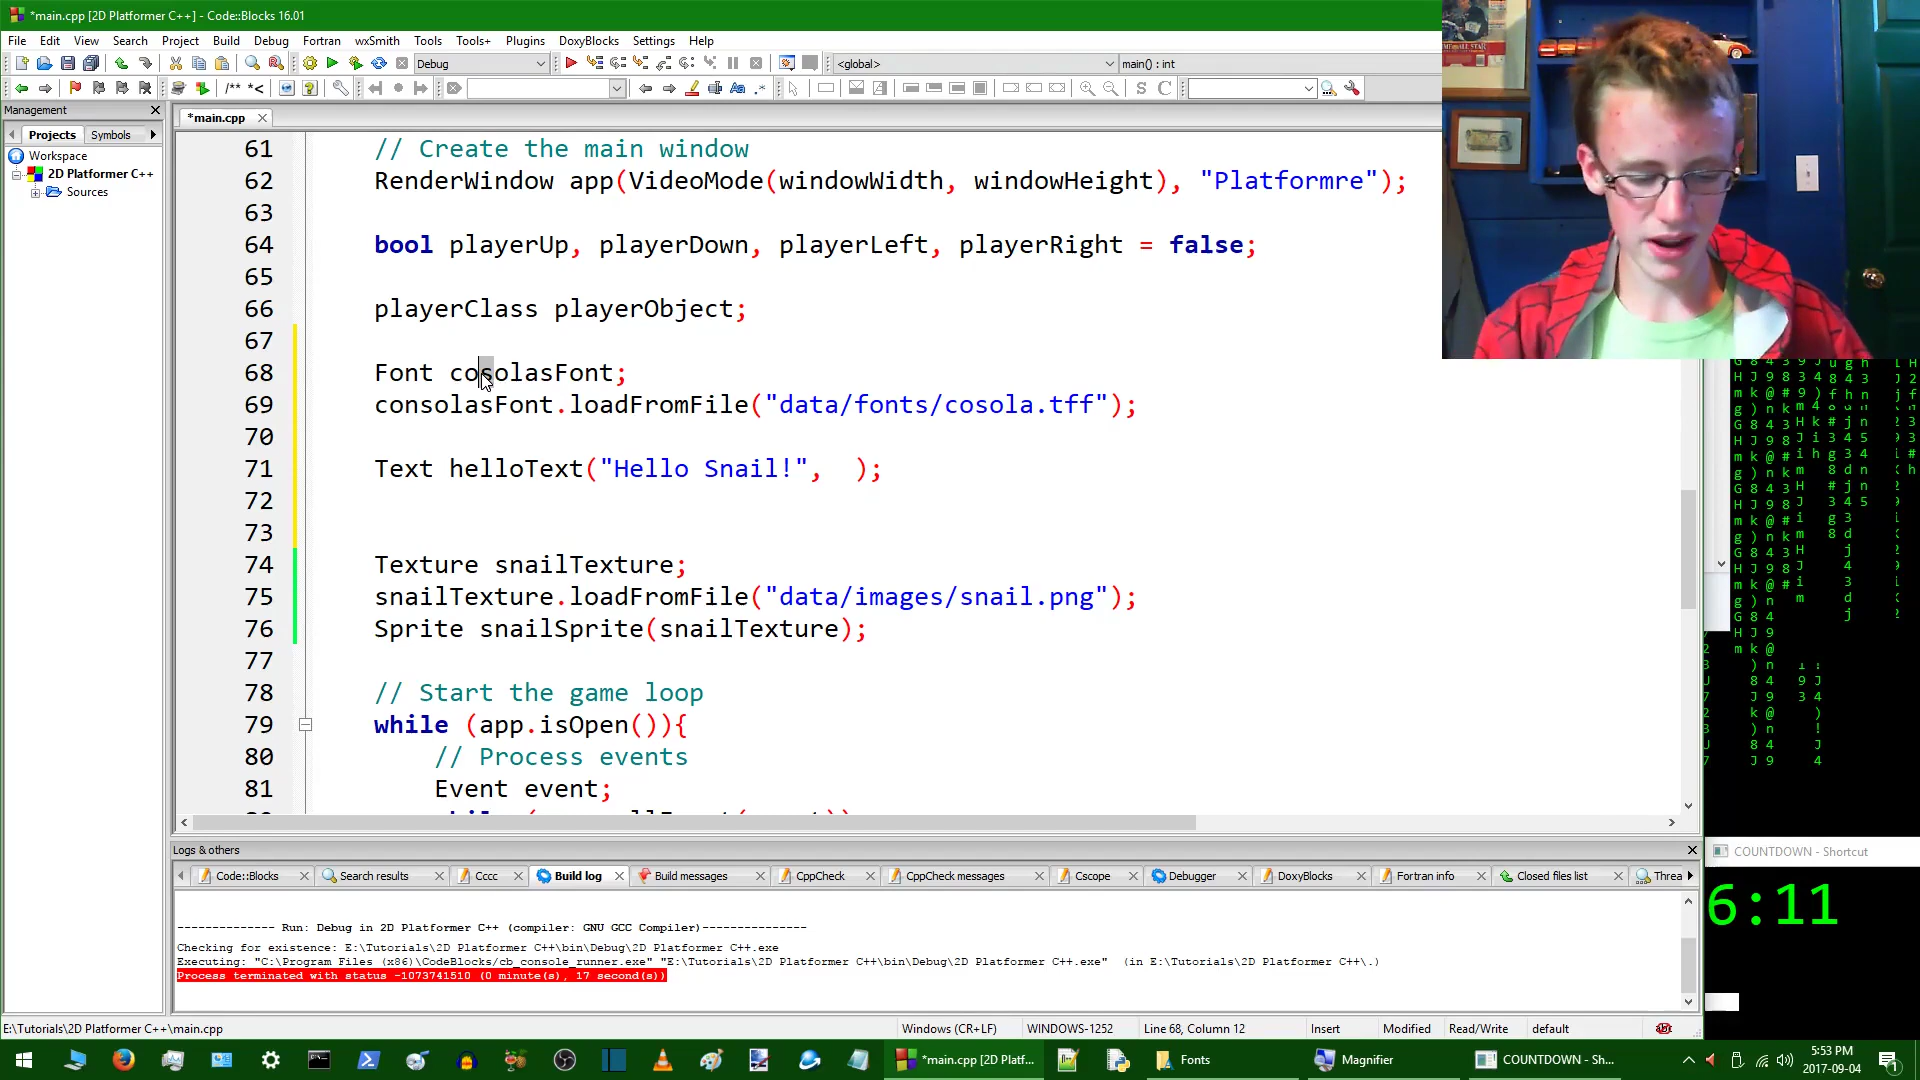 *main.cpp [2D Platformer C++] - Code::Blocks 16.01
File Edit View Search Project Build Debug Fortran wxSmith Tools Tools+ Plugins DoxyBlocks Settings Help
Debug <global> main() : int
/** *<
Management
*main.cpp
Projects Symbols
Workspace
2D Platformer C++
Sources
61 // Create the main window
62 RenderWindow app(VideoMode(windowWidth, windowHeight), "Platformre");
63
64 bool playerUp, playerDown, playerLeft, playerRight = false;
65
66 playerClass playerObject;
67
68 Font cosolasFont;
69 consolasFont.loadFromFile("data/fonts/cosola.tff");
70
71 Text helloText("Hello Snail!",  );
72
73
74 Texture snailTexture;
75 snailTexture.loadFromFile("data/images/snail.png");
76 Sprite snailSprite(snailTexture);
77
78 // Start the game loop
79 while (app.isOpen()){
80 // Process events
81 Event event;
Logs & others
Code::Blocks Search results Cccc Build log Build messages CppCheck CppCheck messages Cscope Debugger DoxyBlocks Fortran info Closed files list Threa
-------------- Run: Debug in 2D Platformer C++ (compiler: GNU GCC Compiler)---------------
Checking for existence: E:\Tutorials\2D Platformer C++\bin\Debug\2D Platformer C++.exe
Executing: "C:\Program Files (x86)\CodeBlocks/cb_console_runner.exe" "E:\Tutorials\2D Platformer C++\bin\Debug\2D Platformer C++.exe" (in E:\Tutorials\2D Platformer C++\.)
Process terminated with status -1073741510 (0 minute(s), 17 second(s))
COUNTDOWN - Shortcut
6:11
E:\Tutorials\2D Platformer C++\main.cpp Windows (CR+LF) WINDOWS-1252 Line 68, Column 12 Insert Modified Read/Write default
*main.cpp [2D Platf... Fonts Magnifier COUNTDOWN - Sh...
5:53 PM
2017-09-04